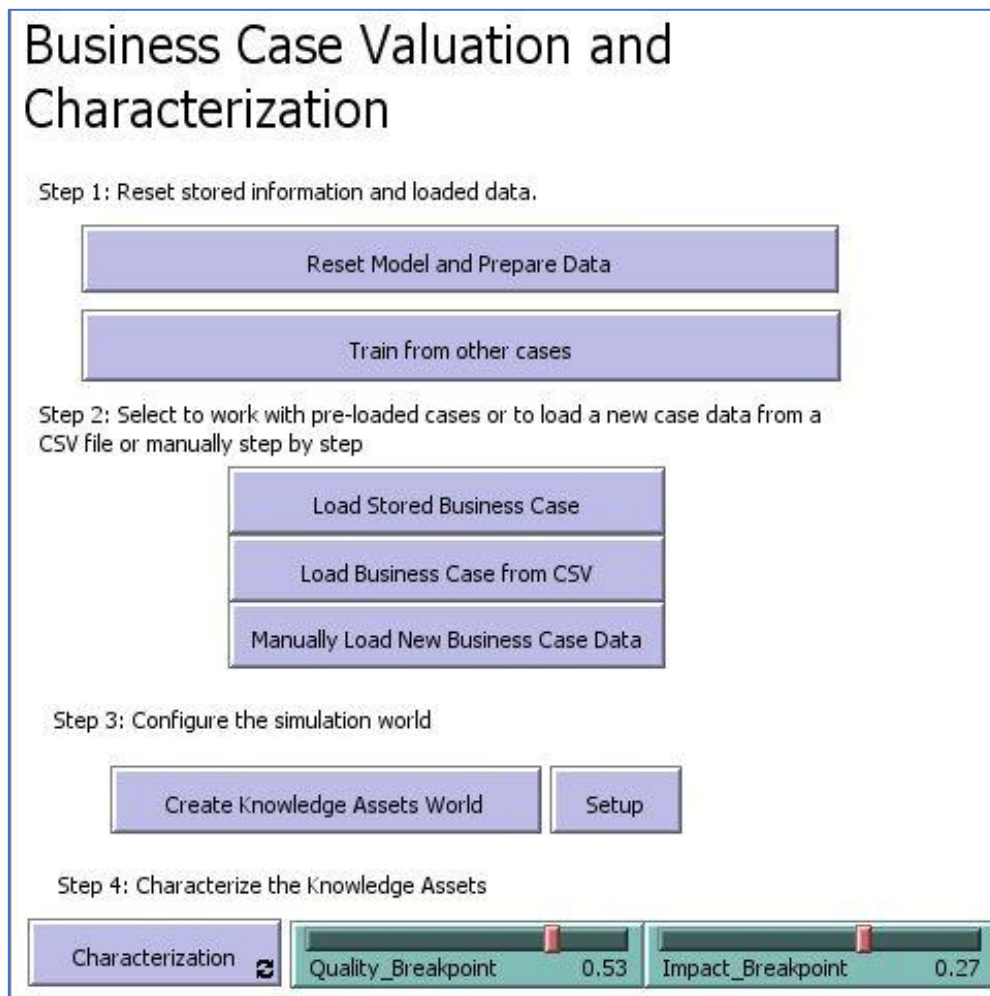 Business Case Valuation and
Characterization
Step 1: Reset stored information and loaded data.
Reset Model and Prepare Data
Train from other cases
Step 2: Select to work with pre-loaded cases or to load a new case data from a
CSV file or manually step by step
Load Stored Business Case
Load Business Case from CSV
Manually Load New Business Case Data
Step 3: Configure the simulation world
Create Knowledge Assets World Setup
Step 4: Characterize the Knowledge Assets
Characterization Quality_Breakpoint 0.53 Impact_Breakpoint 0.27